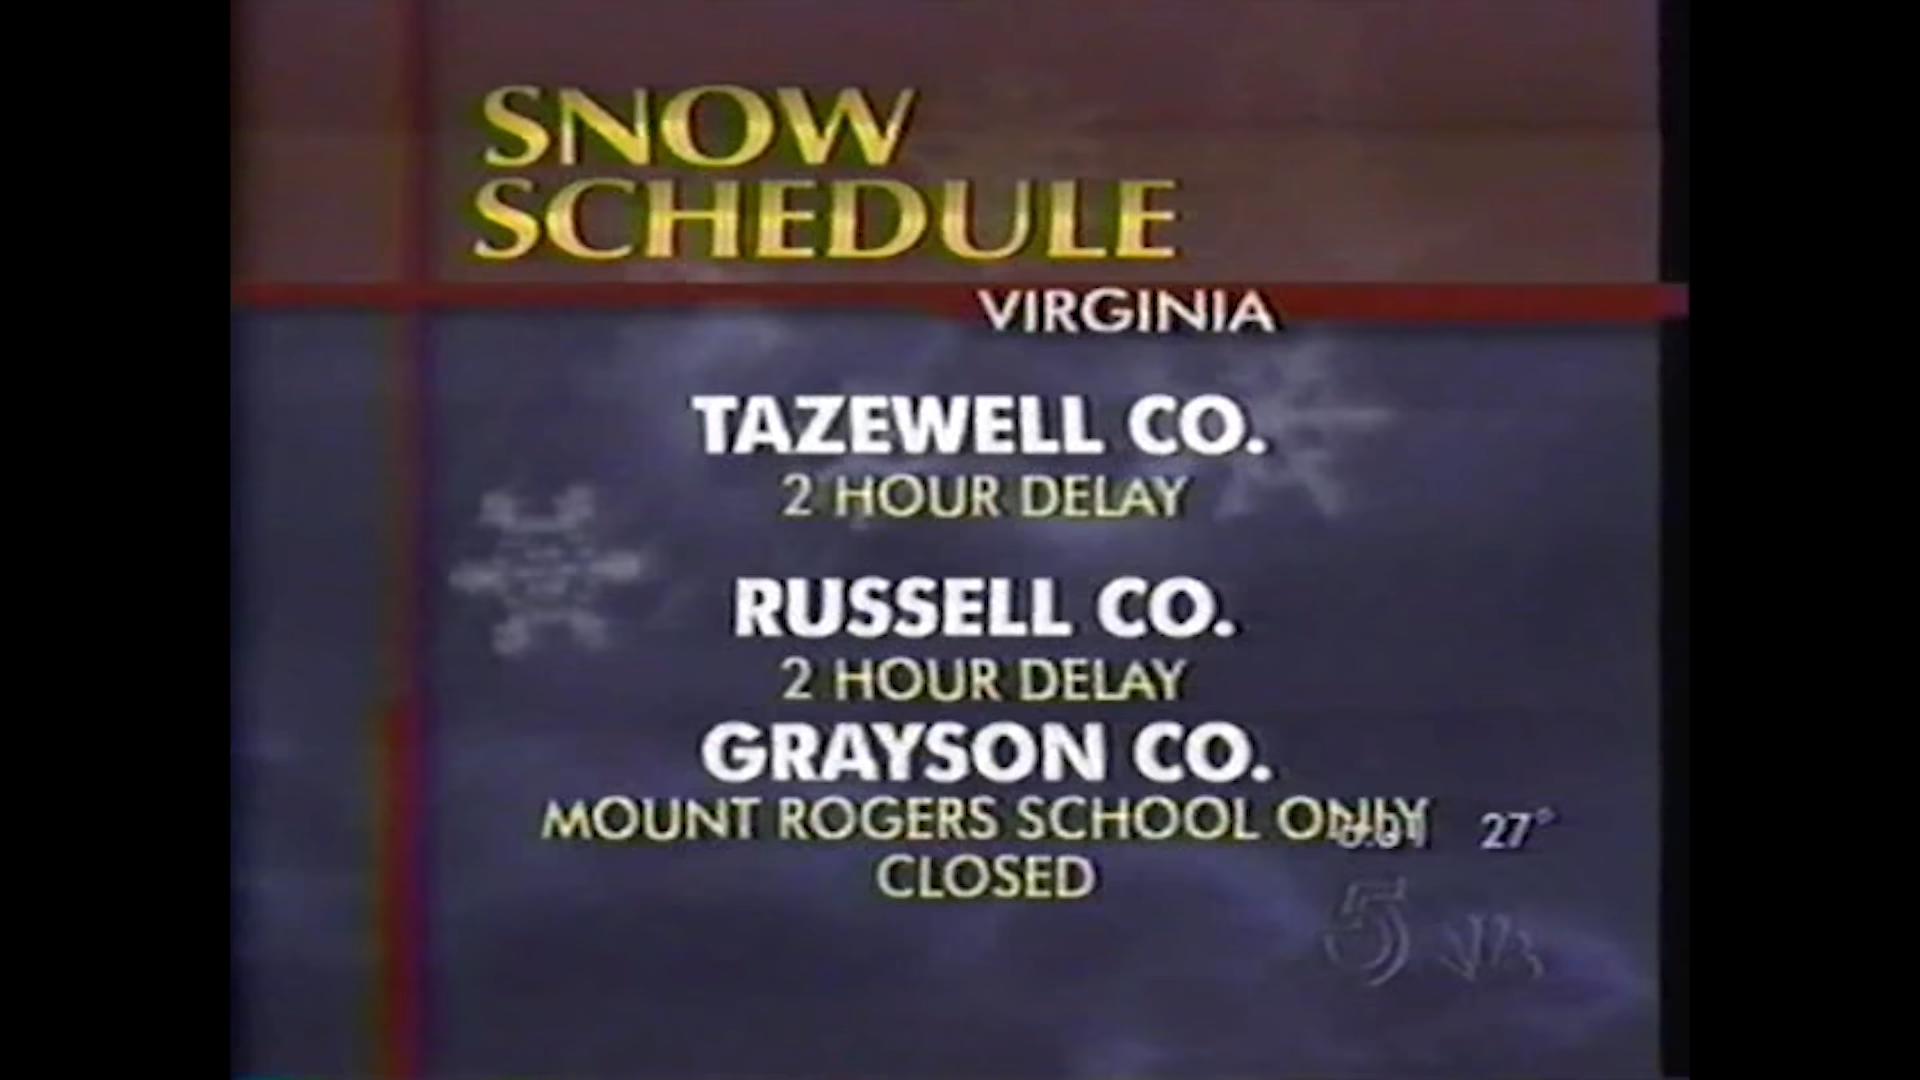 SNOW
SCHEDULE
VIRGINIA
TAZEWELL CO.
2 HOUR DELAY
RUSSELL CO.
2 HOUR DELAY
GRAYSON CO.
MOUNT ROGERS SCHOOL ONLY
27°
CLOSED
5